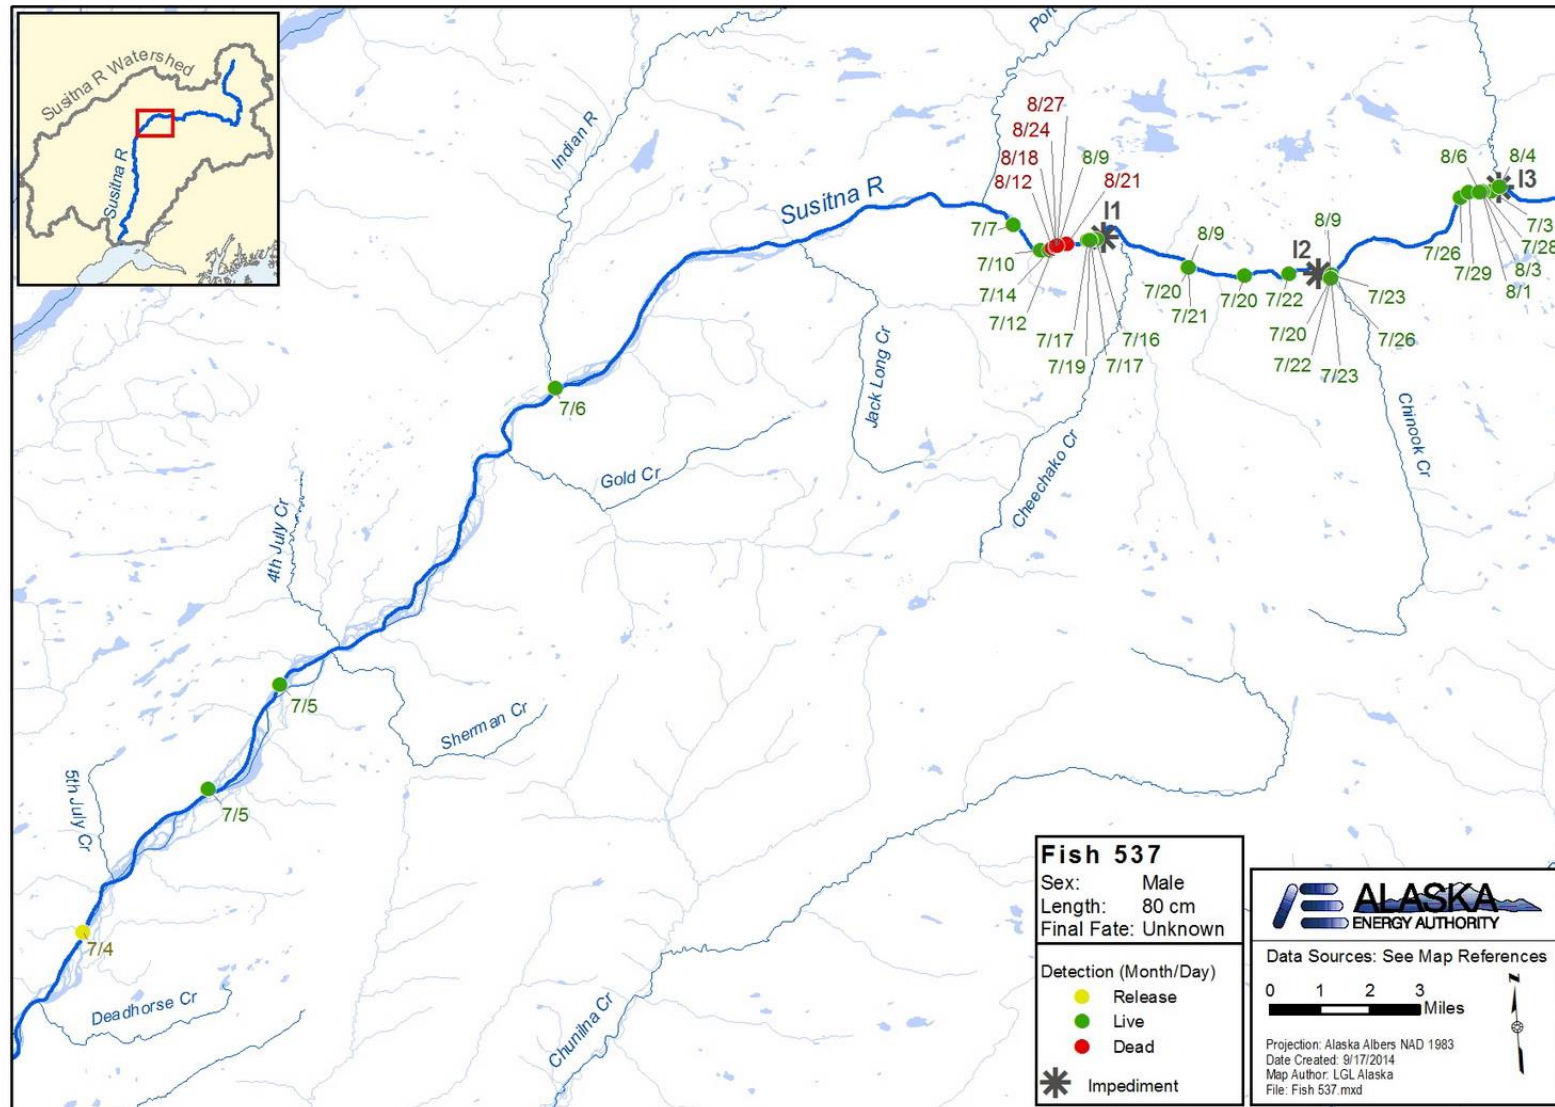 Susitna R Watershed
Susitna R
Indian R
Susitna R
Jack Long Cr
Gold Cr
Cheechako Cr
Chinook Cr
4th July Cr
Sherman Cr
5th July Cr
Deadhorse Cr
Chunilna Cr
Port
8/27
8/24
8/18
8/9
8/12
8/21
I1
7/7
7/10
7/14
7/12
7/17
7/16
7/19
7/17
8/9
7/20
7/21
7/20
7/22
I2
8/9
7/23
7/20
7/26
7/22
7/23
8/6
8/4
I3
7/3
7/26
7/28
7/29
8/3
8/1
7/6
7/5
7/5
7/4
Fish 537
Sex: Male
Length: 80 cm
Final Fate: Unknown
Detection (Month/Day)
Release
Live
Dead
Impediment
ALASKA
ENERGY AUTHORITY
Data Sources: See Map References
0 1 2 3 Miles
N
Projection: Alaska Albers NAD 1983
Date Created: 9/17/2014
Map Author: LGL Alaska
File: Fish 537.mxd